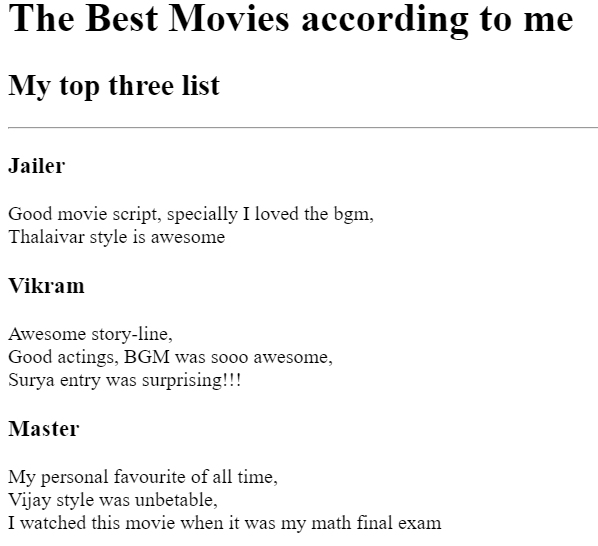 The Best Movies according to me
My top three list
Jailer
Good movie script, specially I loved the bgm,
Thalaivar style is awesome
Vikram
Awesome story-line,
Good actings, BGM was sooo awesome,
Surya entry was surprising!!!
Master
My personal favourite of all time,
Vijay style was unbetable,
I watched this movie when it was my math final exam